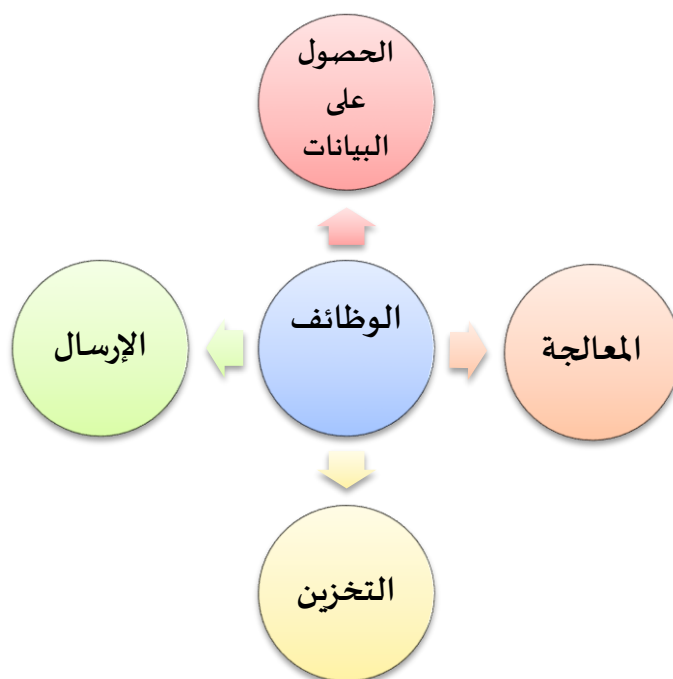 الحصول
على
البيانات
الوظائف
المعالجة
الإرسال
التخزين